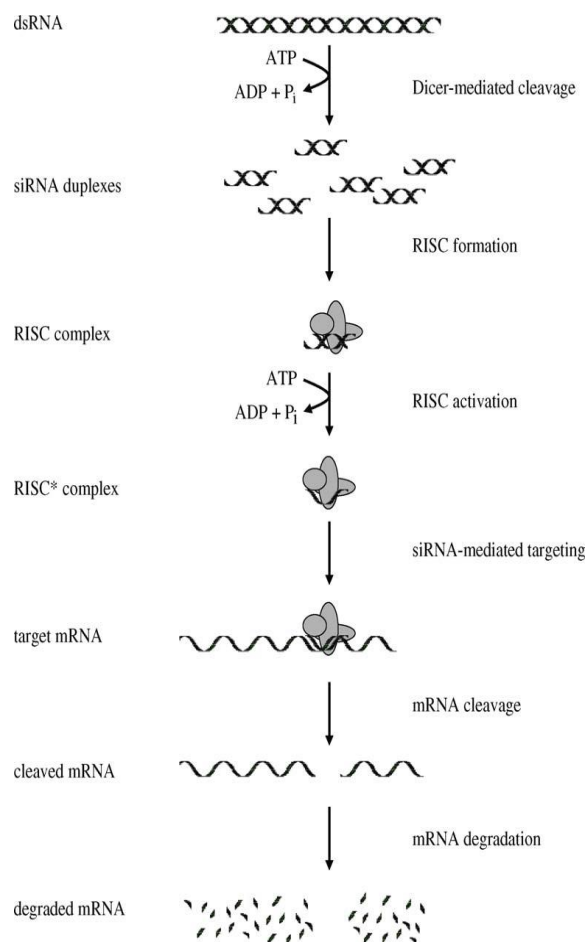 dsRNA
ATP
ADP + Pi
Dicer-mediated cleavage
siRNA duplexes
RISC formation
RISC complex
ATP
ADP + Pi
RISC activation
RISC* complex
siRNA-mediated targeting
target mRNA
mRNA cleavage
cleaved mRNA
mRNA degradation
degraded mRNA